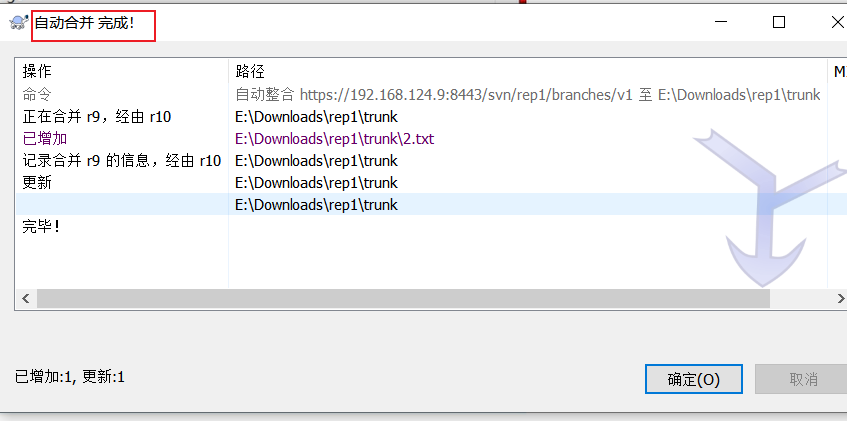 自动合并 完成！
操作 路径
命令 自动整合 https://192.168.124.9:8443/svn/rep1/branches/v1 至 E:\Downloads\rep1\trunk
正在合并 r9，经由 r10 E:\Downloads\rep1\trunk
已增加 E:\Downloads\rep1\trunk\2.txt
记录合并 r9 的信息，经由 r10 E:\Downloads\rep1\trunk
更新 E:\Downloads\rep1\trunk
E:\Downloads\rep1\trunk
完毕！
已增加:1, 更新:1
确定(O) 取消